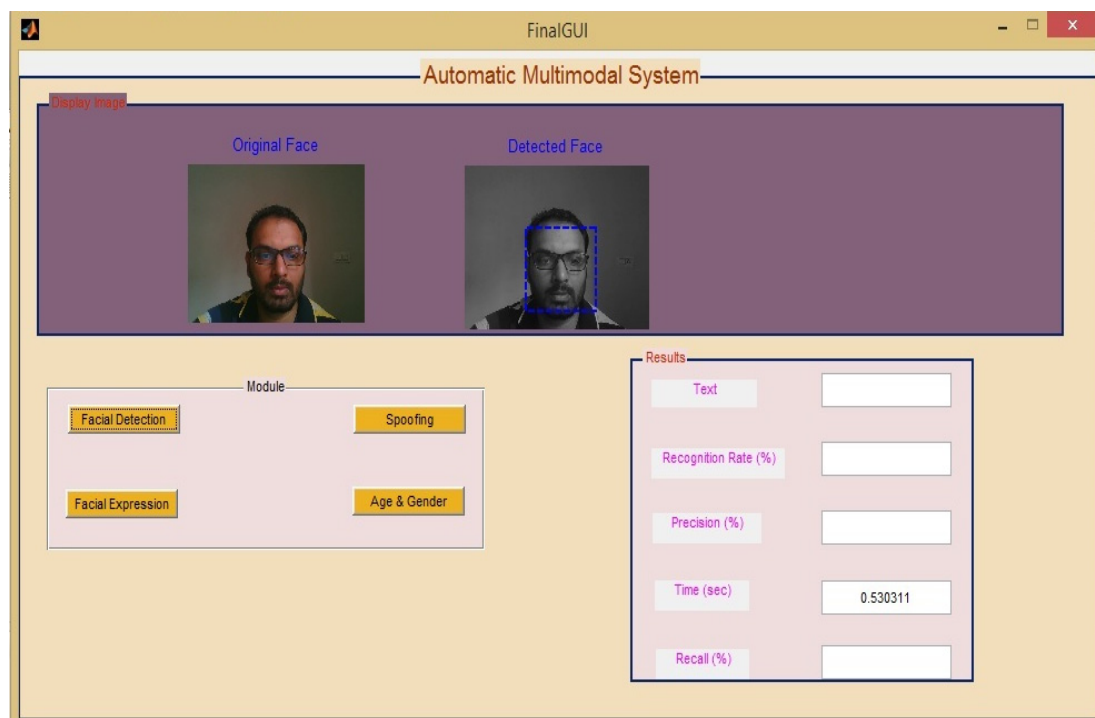 FinalGUI
Automatic Multimodal System
Display Image
Original Face
Detected Face
Module
Facial Detection
Spoofing
Facial Expression
Age & Gender
Results
Text
Recognition Rate (%)
Precision (%)
Time (sec)
0.530311
Recall (%)